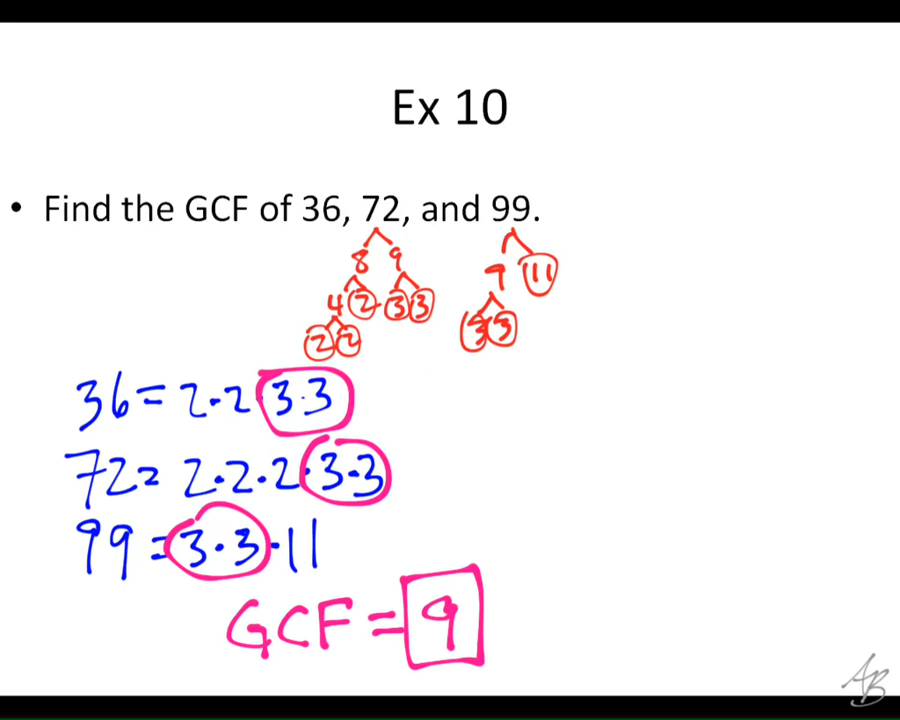 Ex 10
• Find the GCF of 36, 72, and 99.
8 9 9 11
4 2 3 3 3 3
2 2
36 = 2·2·3·3
72 = 2·2·2·3·3
99 = 3·3·11
GCF = 9
AB